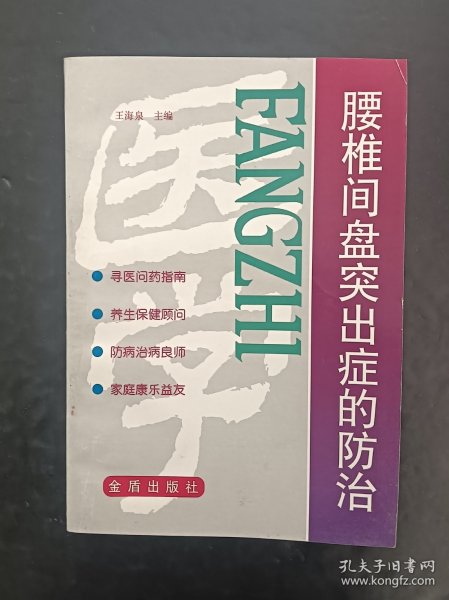 腰椎间盘突出症的防治
FANGZHI
医学
王海泉 主编
寻医问药指南
养生保健顾问
防病治病良师
家庭康乐益友
金盾出版社
孔夫子旧书网
www.kongfz.com